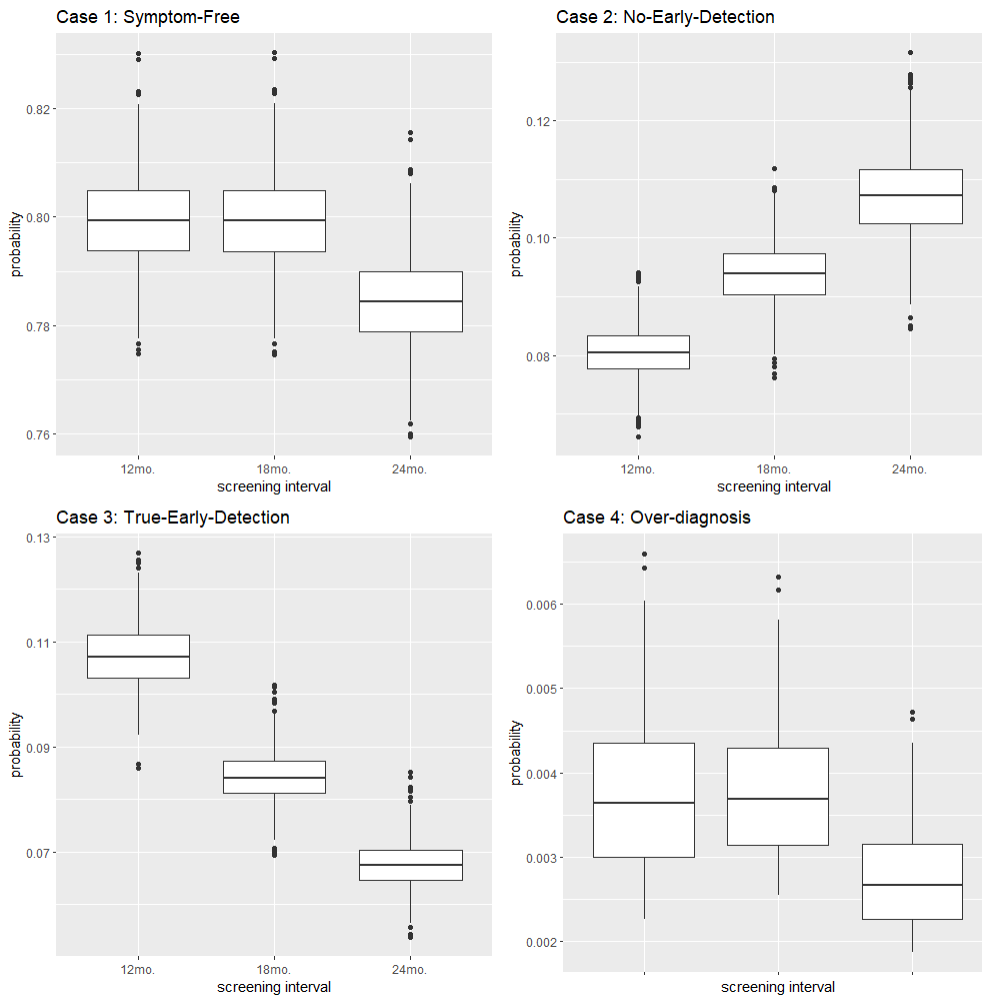 Case 1: Symptom-Free
probability
0.82
0.80
0.78
0.76
12mo. 18mo. 24mo.
screening interval
Case 2: No-Early-Detection
probability
0.12
0.10
0.08
12mo. 18mo. 24mo.
screening interval
Case 3: True-Early-Detection
probability
0.13
0.11
0.09
0.07
12mo. 18mo. 24mo.
screening interval
Case 4: Over-diagnosis
probability
0.006
0.005
0.004
0.003
0.002
screening interval